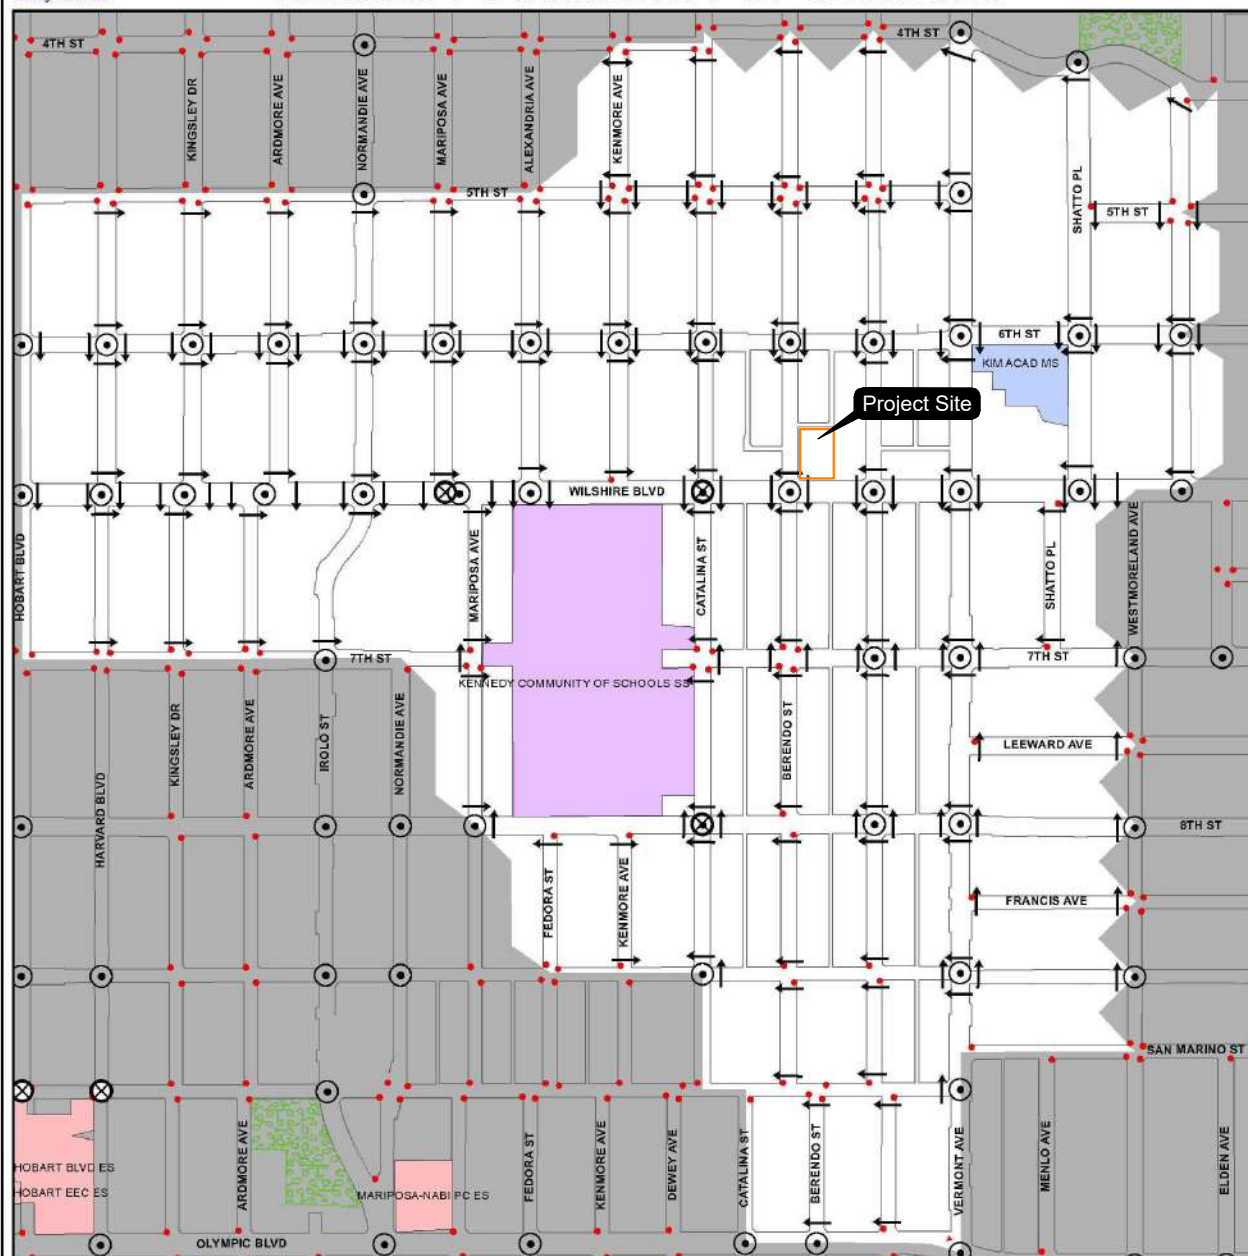 4TH ST
4TH ST
KINGSLEY DR
ARDMORE AVE
NORMANDIE AVE
MARIPOSA AVE
ALEXANDRIA AVE
KENMORE AVE
SHATTO PL
5TH ST
5TH ST
6TH ST
KIM ACAD MS
Project Site
WILSHIRE BLVD
HOBART BLVD
MARIPOSA AVE
CATALINA ST
SHATTO PL
WESTMORELAND AVE
7TH ST
7TH ST
KENNEDY COMMUNITY OF SCHOOLS SS
HARVARD BLVD
KINGSLEY DR
ARDMORE AVE
IROLO ST
NORMANDIE AVE
BERENDO ST
LEEWARD AVE
8TH ST
FEDORA ST
KENMORE AVE
FRANCIS AVE
SAN MARINO ST
HOBART BLVD ES
HOBART EEC ES
ARDMORE AVE
MARIPOSA-NABI PC ES
FEDORA ST
KENMORE AVE
DEWEY AVE
CATALINA ST
BERENDO ST
VERMONT AVE
MENLO AVE
ELDEN AVE
OLYMPIC BLVD